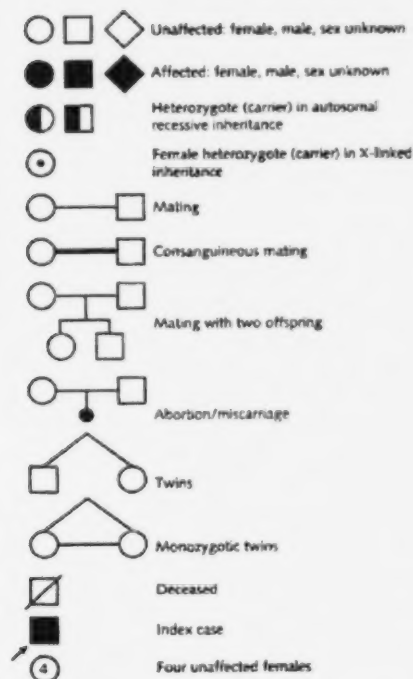 Unaffected: female, male, sex unknown
Affected: female, male, sex unknown
Heterozygote (carrier) in autosomal
recessive inheritance
Female heterozygote (carrier) in X-linked
inheritance
Mating
Consanguineous mating
Mating with two offspring
Abortion/miscarriage
Twins
Monozygotic twins
Deceased
Index case
4 Four unaffected females